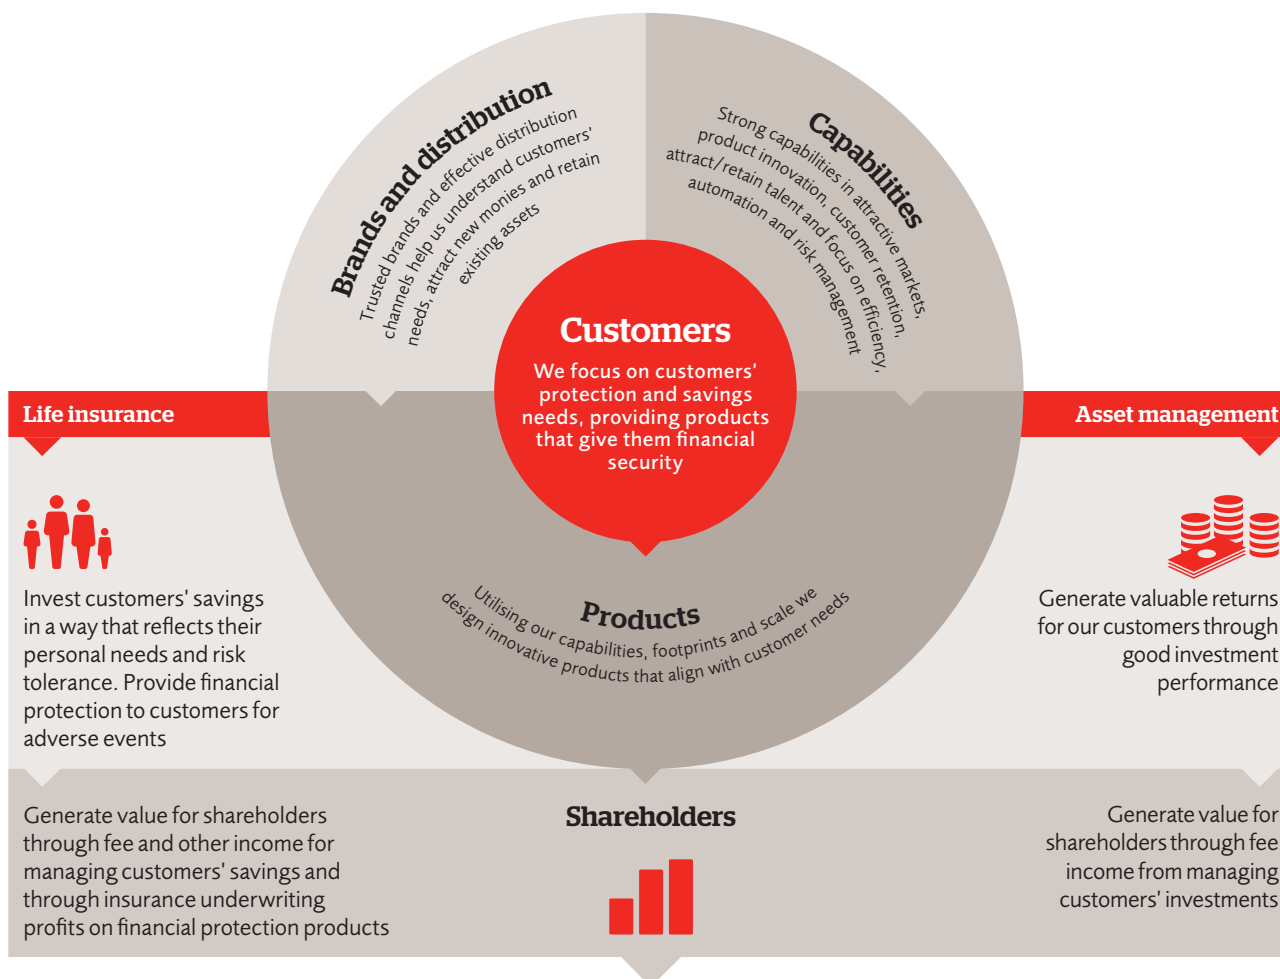 Brands and distribution
Trusted brands and effective distribution
channels help us understand customers'
needs, attract new monies and retain
existing assets
Capabilities
Strong capabilities in attractive markets,
product innovation, customer retention,
attract/retain talent and focus on efficiency,
automation and risk management
Customers
We focus on customers'
protection and savings
needs, providing products
that give them financial
security
Life insurance
Asset management
Invest customers' savings
in a way that reflects their
personal needs and risk
tolerance. Provide financial
protection to customers for
adverse events
Products
Utilising our capabilities, footprints and scale we
design innovative products that align with customer needs
Generate valuable returns
for our customers through
good investment
performance
Generate value for shareholders
through fee and other income for
managing customers' savings and
through insurance underwriting
profits on financial protection products
Shareholders
Generate value for
shareholders through fee
income from managing
customers' investments